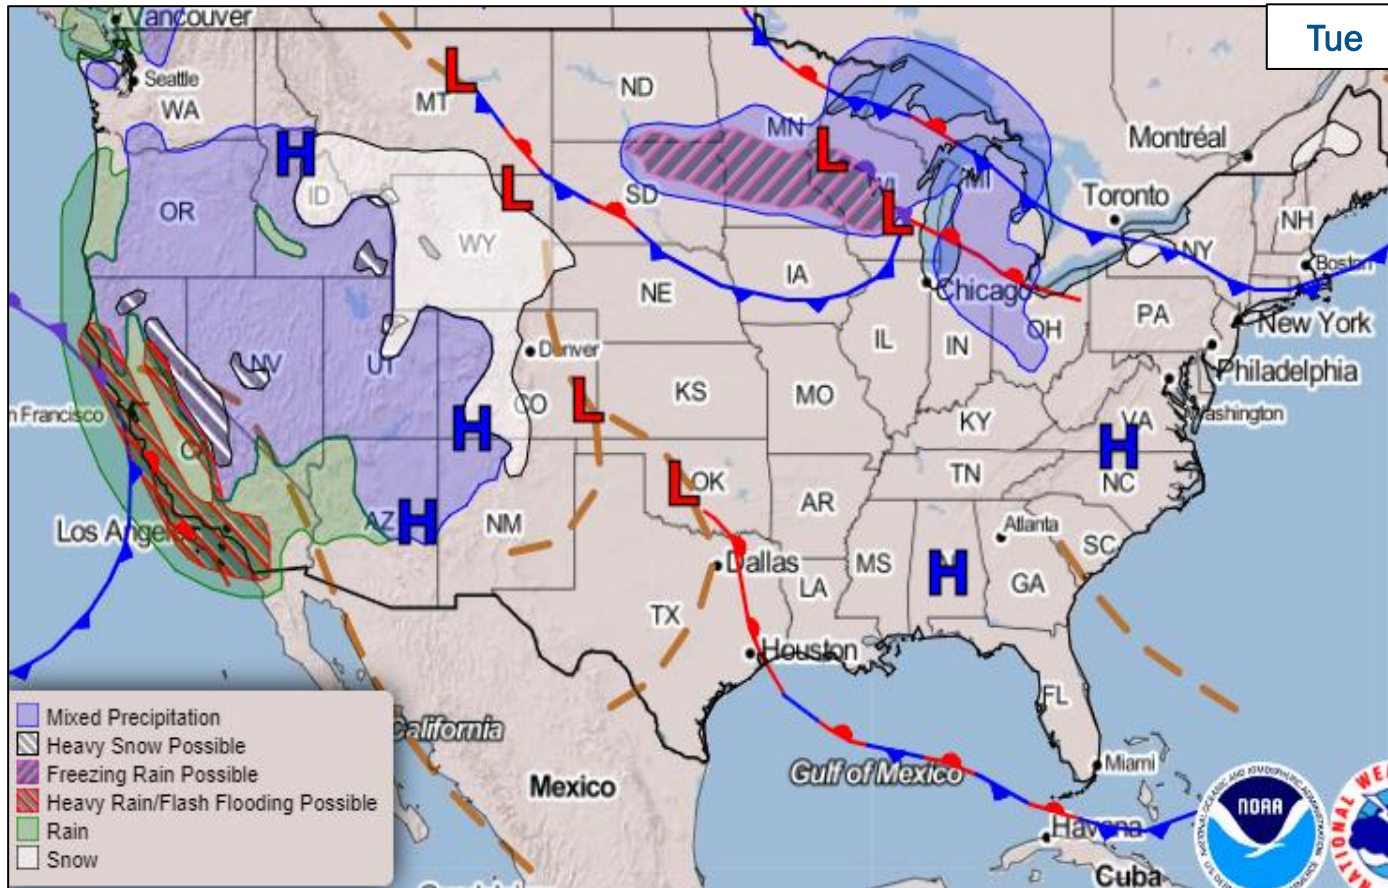 Tue
Vancouver
Seattle
WA
MT
ND
MN
Montréal
OR
ID
SD
WI
MI
Toronto
WY
NH
NY
Boston
IA
NE
Chicago
PA
New York
OH
NV
UT
Denver
IL
IN
Philadelphia
CO
KS
MO
Washington
n Francisco
KY
VA
CA
OK
TN
NC
Los Angeles
AZ
NM
AR
Atlanta
SC
Dallas
MS
GA
LA
TX
Houston
FL
California
Gulf of Mexico
Miami
Mexico
Havana
Cuba
H
H
H
H
H
L
L
L
L
L
L
Mixed Precipitation
Heavy Snow Possible
Freezing Rain Possible
Heavy Rain/Flash Flooding Possible
Rain
Snow
NOAA